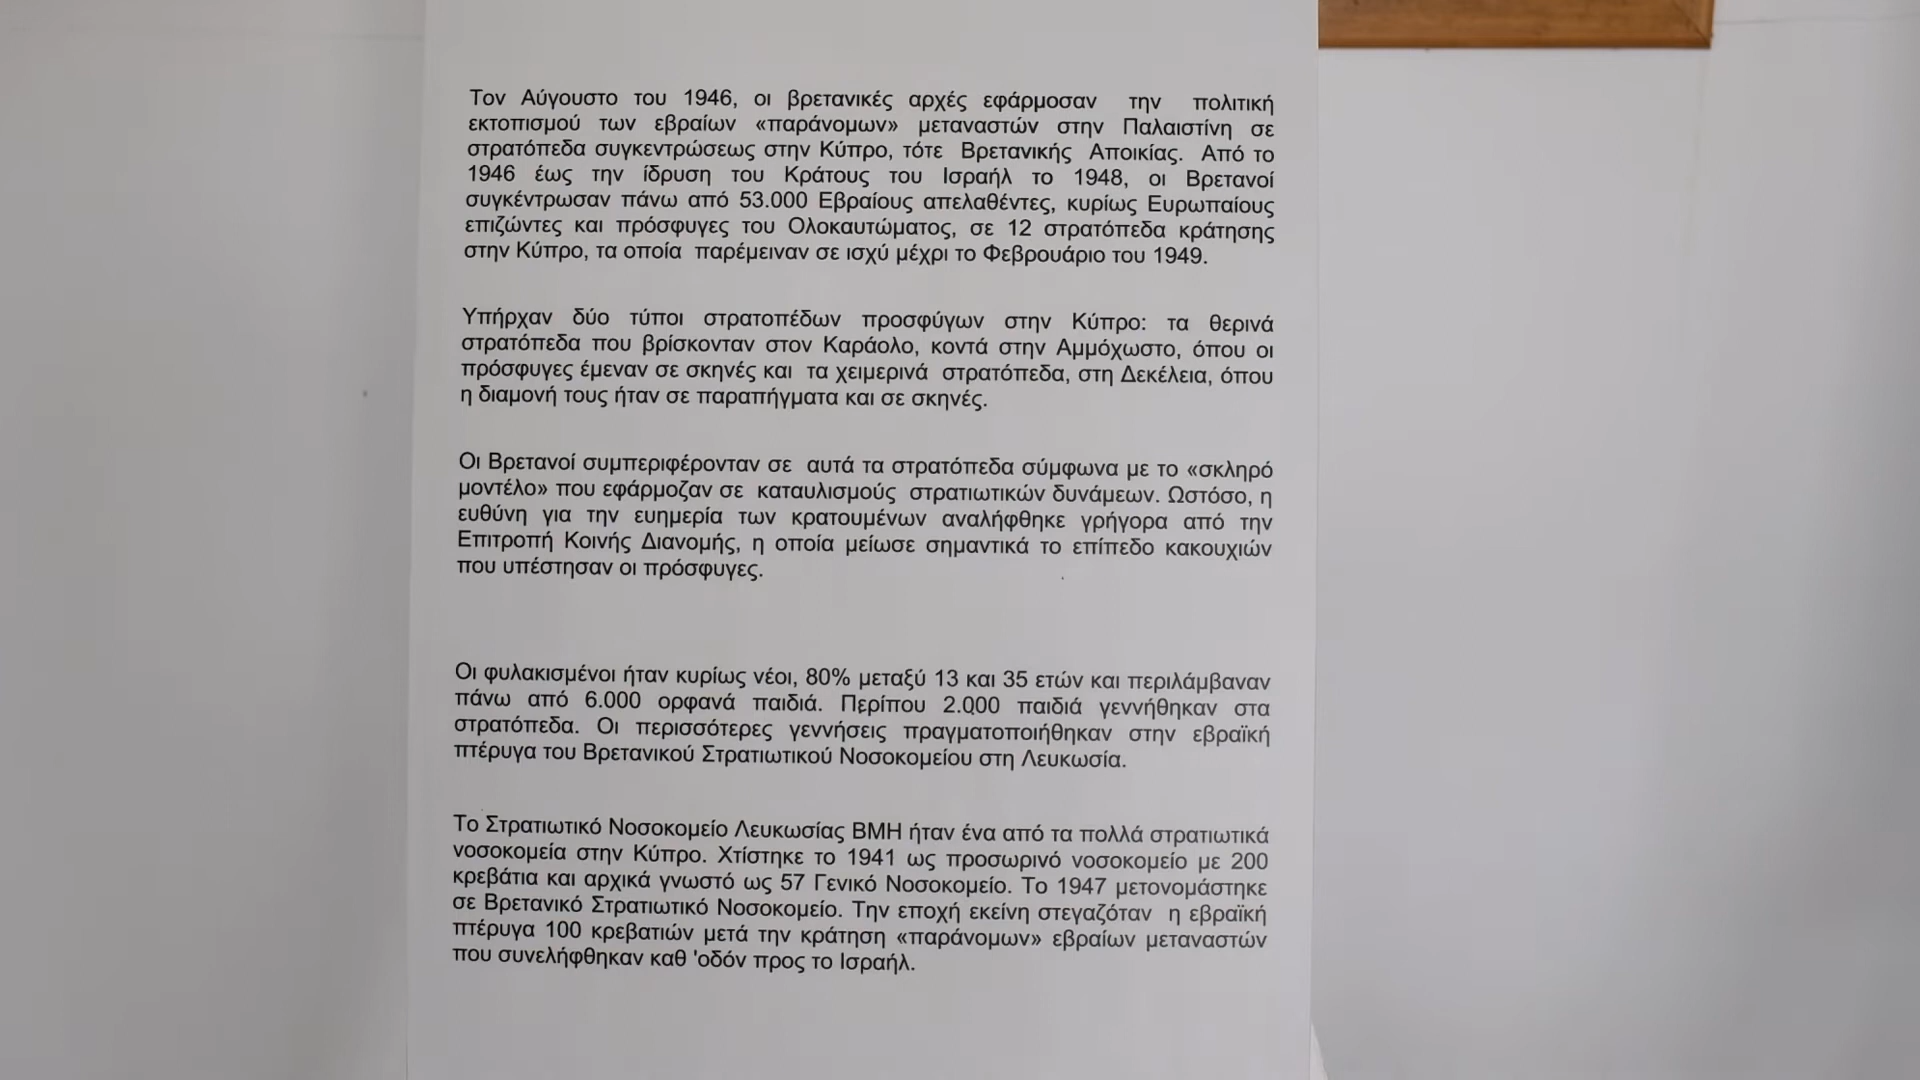 Τον Αύγουστο του 1946, οι βρετανικές αρχές εφάρμοσαν την πολιτική
εκτοπισμού των εβραίων «παράνομων» μεταναστών στην Παλαιστίνη σε
στρατόπεδα συγκεντρώσεως στην Κύπρο, τότε Βρετανικής Αποικίας. Από το
1946 έως την ίδρυση του Κράτους του Ισραήλ το 1948, οι Βρετανοί
συγκέντρωσαν πάνω από 53.000 Εβραίους απελαθέντες, κυρίως Ευρωπαίους
επιζώντες και πρόσφυγες του Ολοκαυτώματος, σε 12 στρατόπεδα κράτησης
στην Κύπρο, τα οποία παρέμειναν σε ισχύ μέχρι το Φεβρουάριο του 1949.
Υπήρχαν δύο τύποι στρατοπέδων προσφύγων στην Κύπρο: τα θερινά
στρατόπεδα που βρίσκονταν στον Καράολο, κοντά στην Αμμόχωστο, όπου οι
πρόσφυγες έμεναν σε σκηνές και τα χειμερινά στρατόπεδα, στη Δεκέλεια, όπου
η διαμονή τους ήταν σε παραπήγματα και σε σκηνές.
Οι Βρετανοί συμπεριφέρονταν σε αυτά τα στρατόπεδα σύμφωνα με το «σκληρό
μοντέλο» που εφάρμοζαν σε καταυλισμούς στρατιωτικών δυνάμεων. Ωστόσο, η
ευθύνη για την ευημερία των κρατουμένων αναλήφθηκε γρήγορα από την
Επιτροπή Κοινής Διανομής, η οποία μείωσε σημαντικά το επίπεδο κακουχιών
που υπέστησαν οι πρόσφυγες.
Οι φυλακισμένοι ήταν κυρίως νέοι, 80% μεταξύ 13 και 35 ετών και περιλάμβαναν
πάνω από 6.000 ορφανά παιδιά. Περίπου 2.000 παιδιά γεννήθηκαν στα
στρατόπεδα. Οι περισσότερες γεννήσεις πραγματοποιήθηκαν στην εβραϊκή
πτέρυγα του Βρετανικού Στρατιωτικού Νοσοκομείου στη Λευκωσία.
Το Στρατιωτικό Νοσοκομείο Λευκωσίας ΒΜΗ ήταν ένα από τα πολλά στρατιωτικά
νοσοκομεία στην Κύπρο. Χτίστηκε το 1941 ως προσωρινό νοσοκομείο με 200
κρεβάτια και αρχικά γνωστό ως 57 Γενικό Νοσοκομείο. Το 1947 μετονομάστηκε
σε Βρετανικό Στρατιωτικό Νοσοκομείο. Την εποχή εκείνη στεγαζόταν η εβραϊκή
πτέρυγα 100 κρεβατιών μετά την κράτηση «παράνομων» εβραίων μεταναστών
που συνελήφθηκαν καθ 'οδόν προς το Ισραήλ.